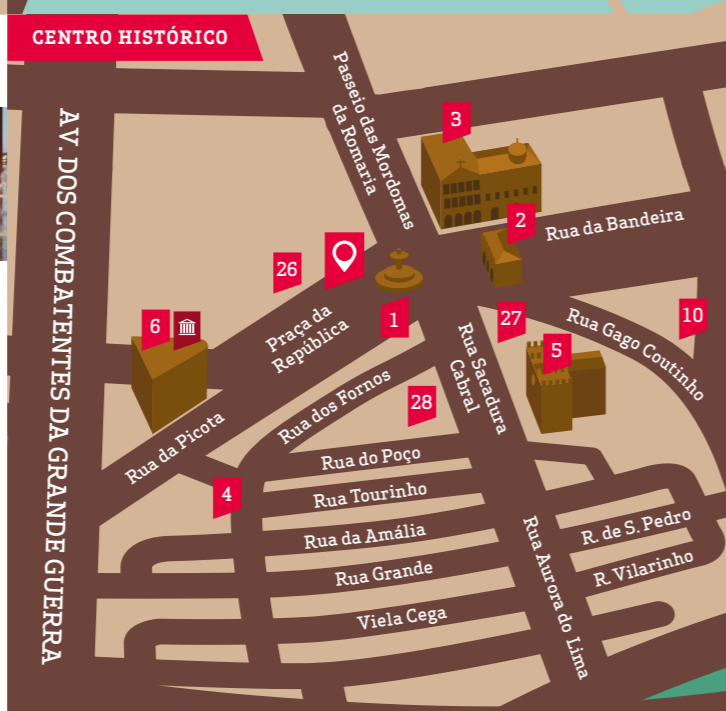 CENTRO HISTÓRICO
AV. DOS COMBATENTES DA GRANDE GUERRA
Passeio das Mordomas
da Romaria
3
2
Rua da Bandeira
26
1
Praça da
República
6
27
10
Rua Gago Coutinho
5
Rua Sacadura
Cabral
28
Rua dos Fornos
Rua da Picota
4
Rua do Poço
Rua Tourinho
Rua da Amália
Rua Grande
Viela Cega
R. de S. Pedro
R. Vilarinho
Rua Aurora do Lima